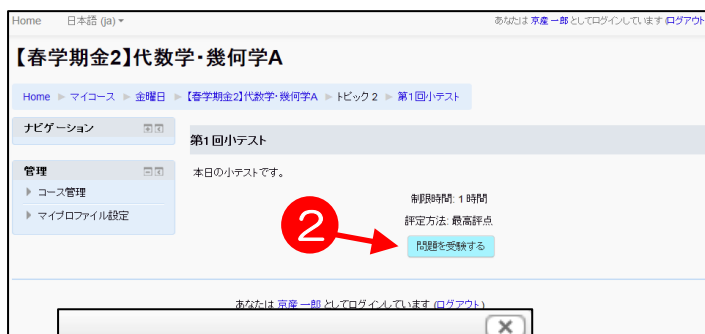 Home 日本語 (ja)
あなたは 京産 一郎 としてログインしています (ログアウト
【春学期金2】代数学・幾何学A
Home マイコース 金曜日 【春学期金2】代数学・幾何学A トピック 2 第1回小テスト
ナビゲーション
管理
コース管理
マイプロファイル設定
第1回小テスト
本日の小テストです。
制限時間: 1 時間
評定方法: 最高評点
2
問題を受験する
あなたは 京産 一郎 としてログインしています (ログアウト)